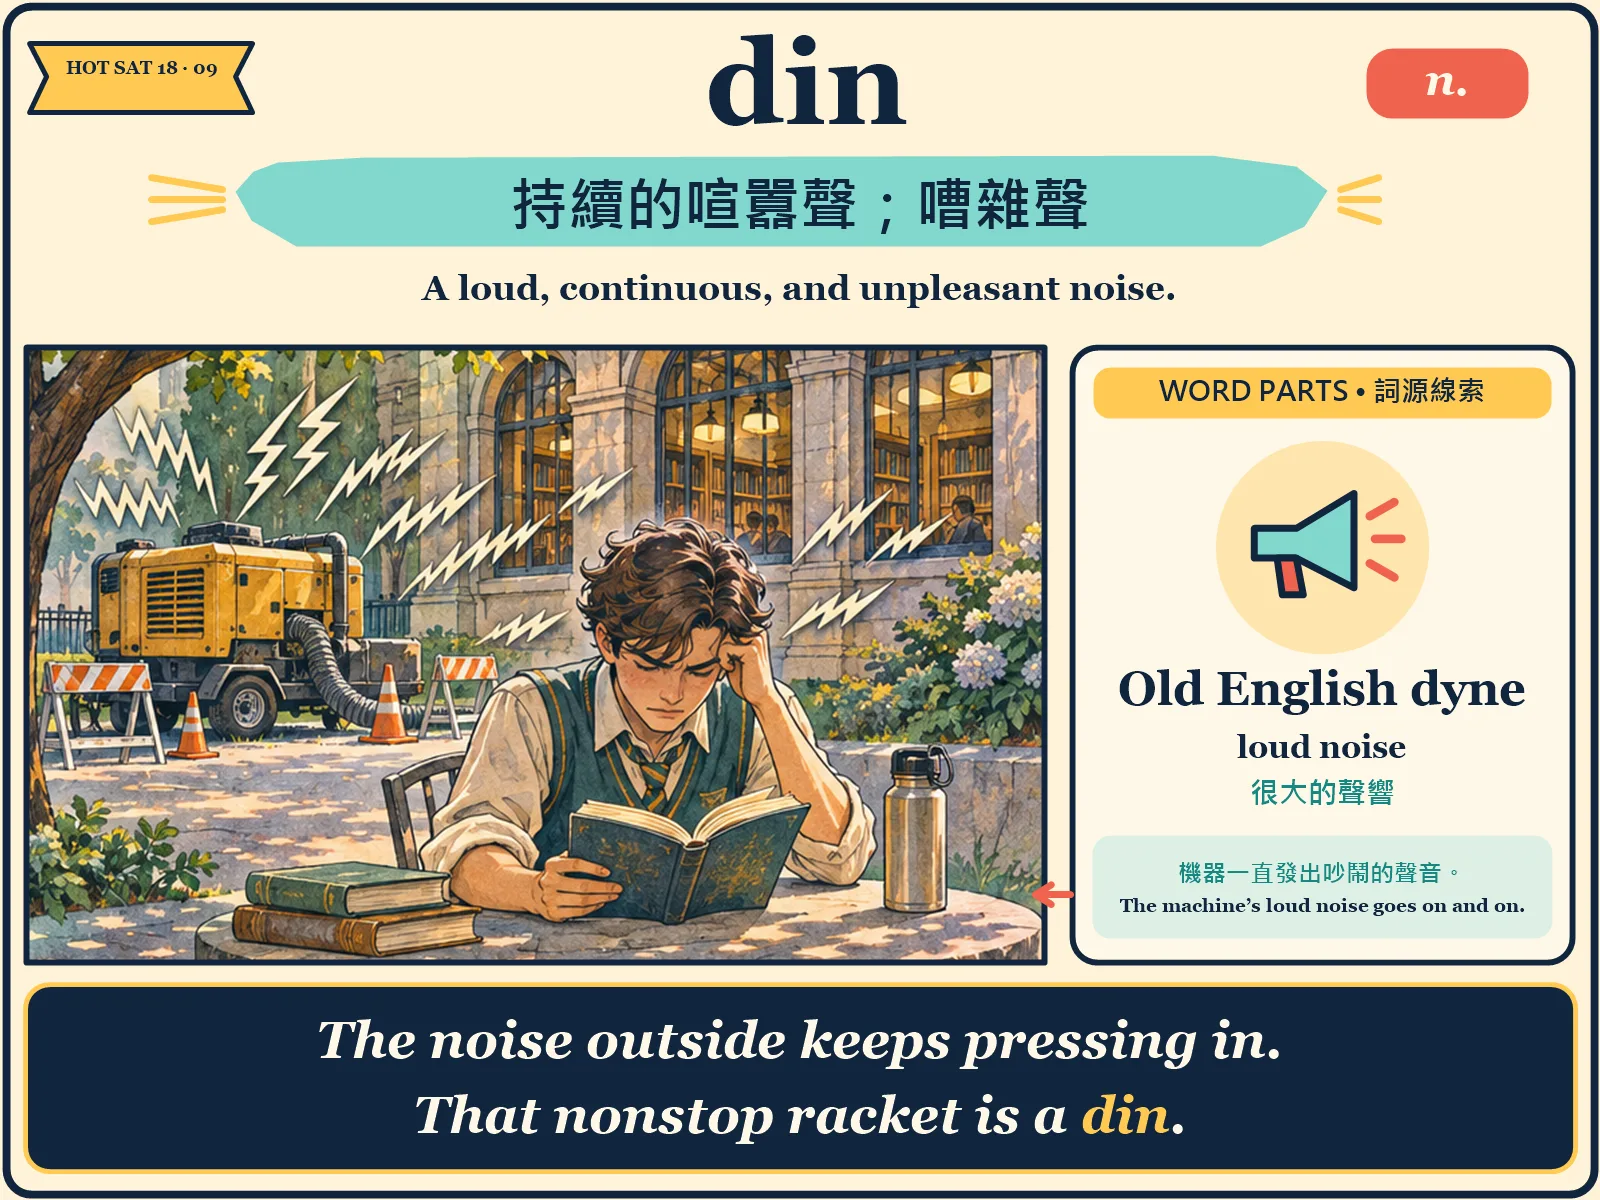 HOT SAT 18 · 09
din
n.
持續的喧囂聲；嘈雜聲
A loud, continuous, and unpleasant noise.
WORD PARTS • 詞源線索
Old English dyne
loud noise
很大的聲響
機器一直發出吵鬧的聲音。
The machine’s loud noise goes on and on.
The noise outside keeps pressing in.
That nonstop racket is a din.